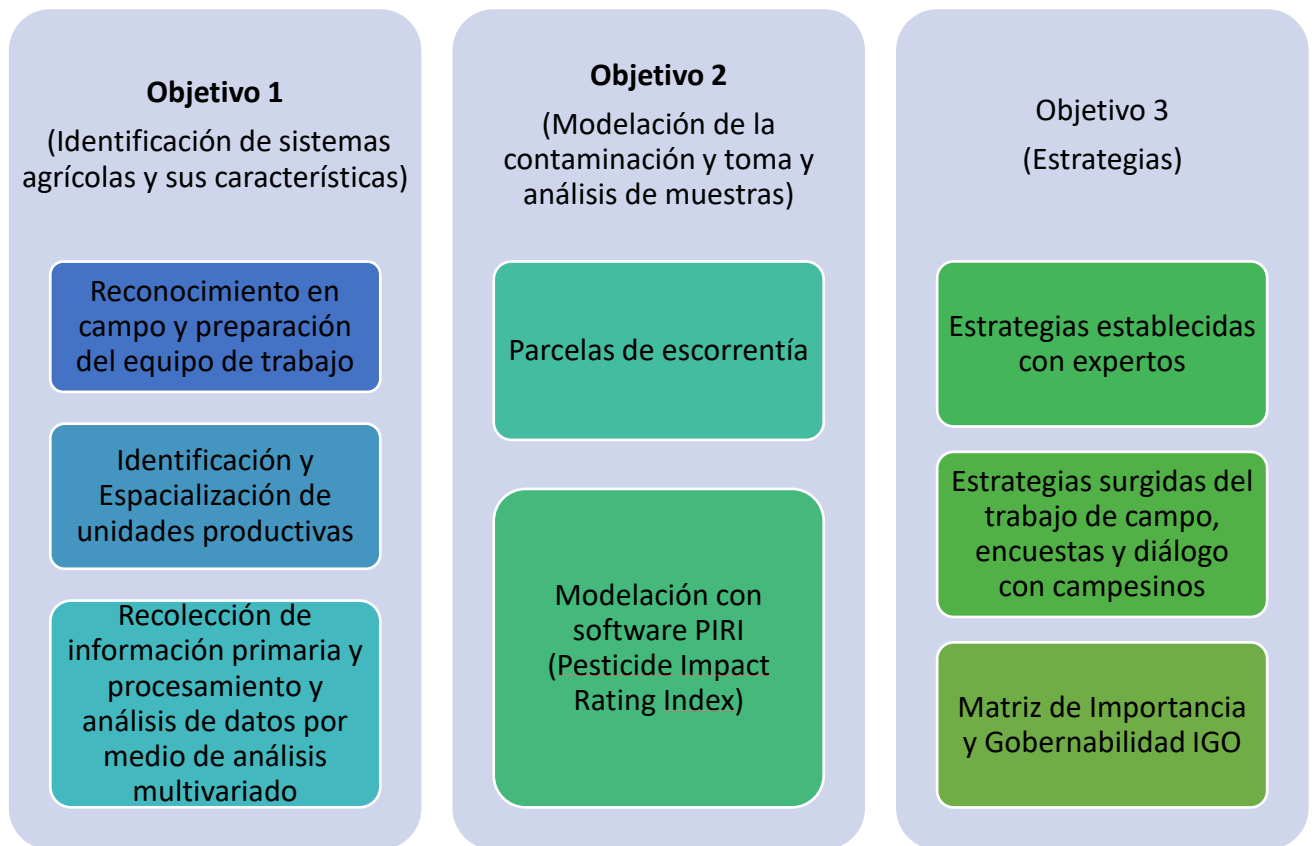 Objetivo 1
(Identificación de sistemas
agrícolas y sus características)
Reconocimiento en
campo y preparación
del equipo de trabajo
Identificación y
Espacialización de
unidades productivas
Recolección de
información primaria y
procesamiento y
análisis de datos por
medio de análisis
multivariado
Objetivo 2
(Modelación de la
contaminación y toma y
análisis de muestras)
Parcelas de escorrentía
Modelación con
software PIRI
(Pesticide Impact
Rating Index)
Objetivo 3
(Estrategias)
Estrategias establecidas
con expertos
Estrategias surgidas del
trabajo de campo,
encuestas y diálogo
con campesinos
Matriz de Importancia
y Gobernabilidad IGO